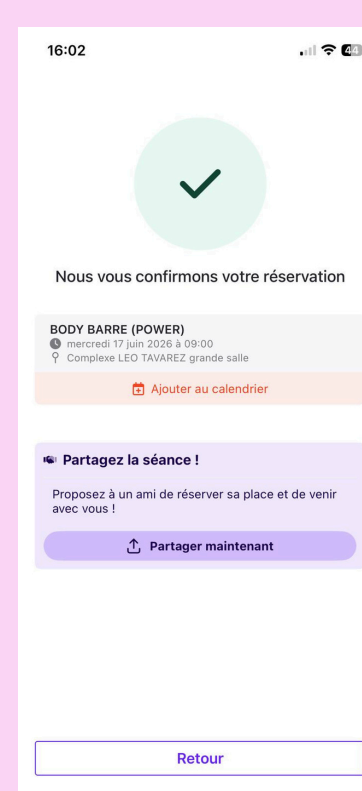 16:02
44
Nous vous confirmons votre réservation
BODY BARRE (POWER)
mercredi 17 juin 2026 à 09:00
Complexe LEO TAVAREZ grande salle
Ajouter au calendrier
Partagez la séance !
Proposez à un ami de réserver sa place et de venir
avec vous !
Partager maintenant
Retour